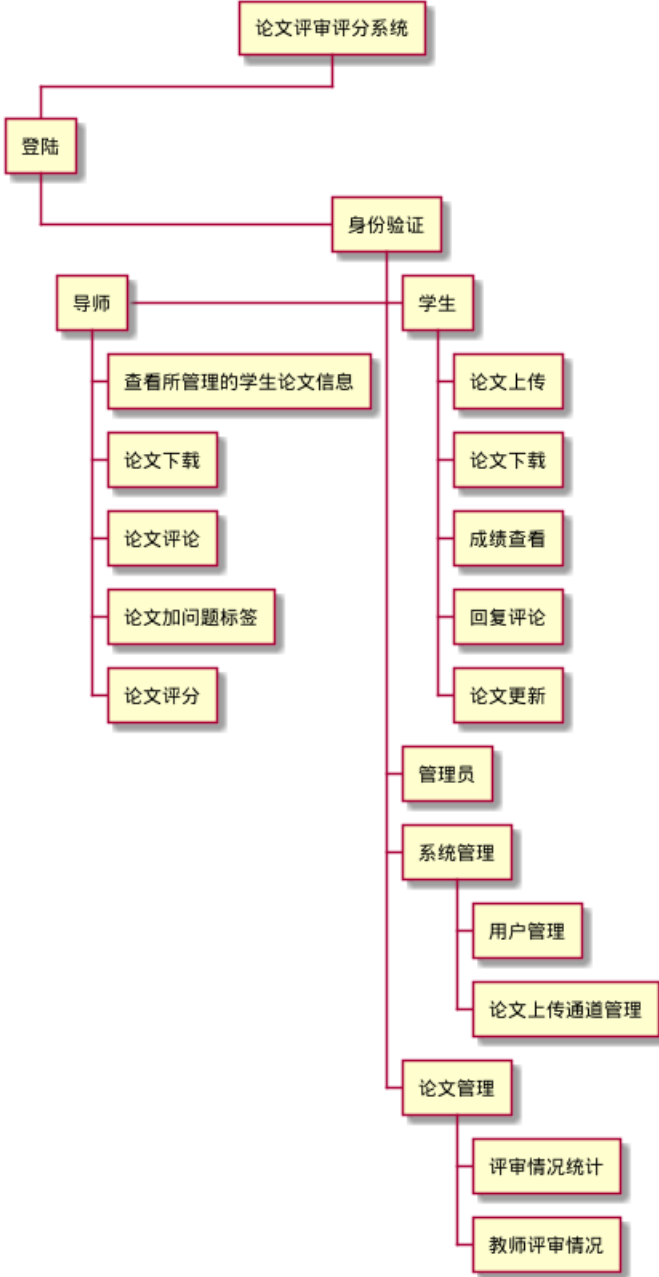 论文评审评分系统
登陆
身份验证
导师
查看所管理的学生论文信息
论文下载
论文评论
论文加问题标签
论文评分
学生
论文上传
论文下载
成绩查看
回复评论
论文更新
管理员
系统管理
用户管理
论文上传通道管理
论文管理
评审情况统计
教师评审情况